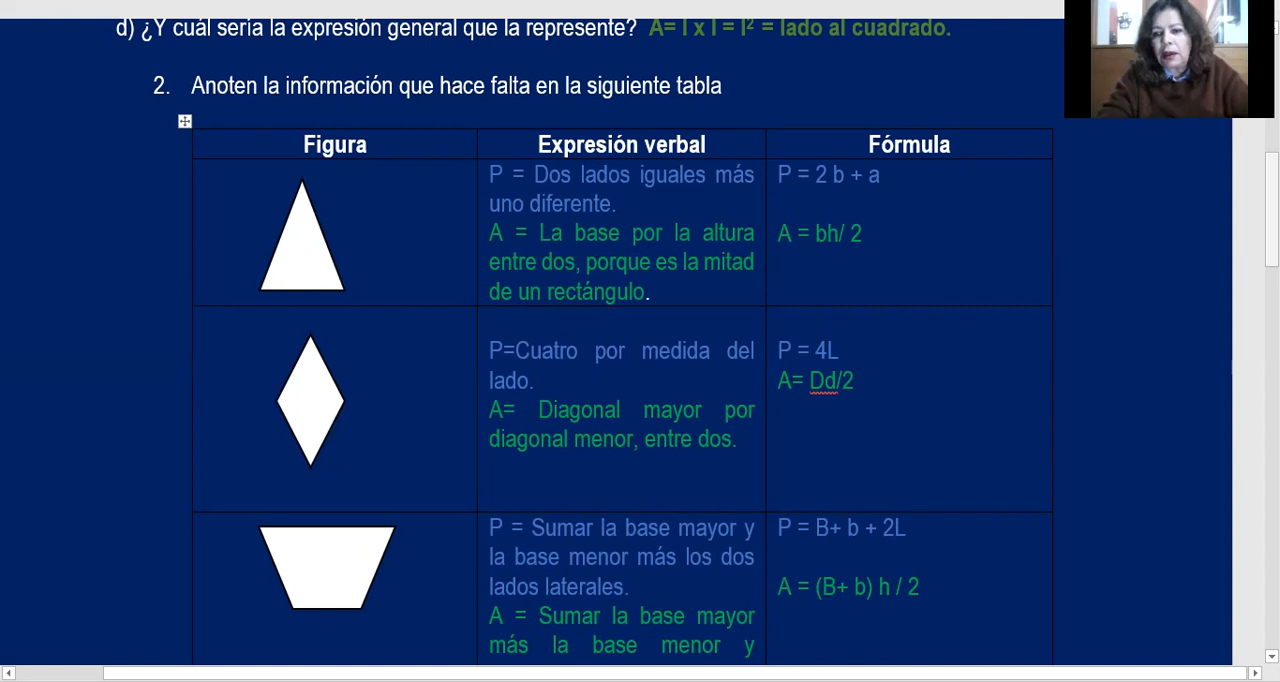 d) ¿Y cuál sería la expresión general que la represente? A= l x l = l² = lado al cuadrado.
2. Anoten la información que hace falta en la siguiente tabla
Figura Expresión verbal Fórmula
P = Dos lados iguales más
uno diferente.
A = La base por la altura
entre dos, porque es la mitad
de un rectángulo.
P = 2 b + a
A = bh/ 2
P=Cuatro por medida del
lado.
A= Diagonal mayor por
diagonal menor, entre dos.
P = 4L
A= Dd/2
P = Sumar la base mayor y
la base menor más los dos
lados laterales.
A = Sumar la base mayor
más la base menor y
P = B+ b + 2L
A = (B+ b) h / 2